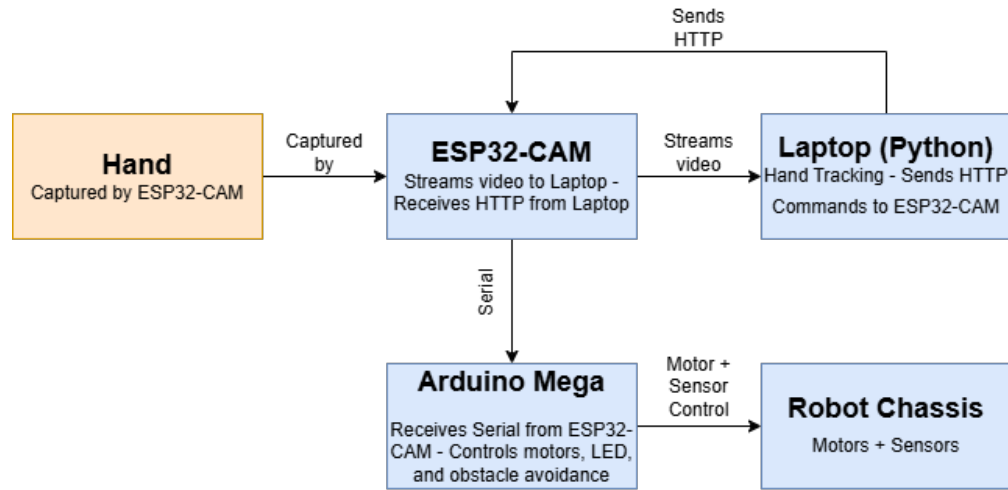 Sends
HTTP
Hand
Captured by ESP32-CAM
Captured
by
ESP32-CAM
Streams video to Laptop -
Receives HTTP from Laptop
Streams
video
Laptop (Python)
Hand Tracking - Sends HTTP
Commands to ESP32-CAM
Serial
Arduino Mega
Receives Serial from ESP32-
CAM - Controls motors, LED,
and obstacle avoidance
Motor +
Sensor
Control
Robot Chassis
Motors + Sensors